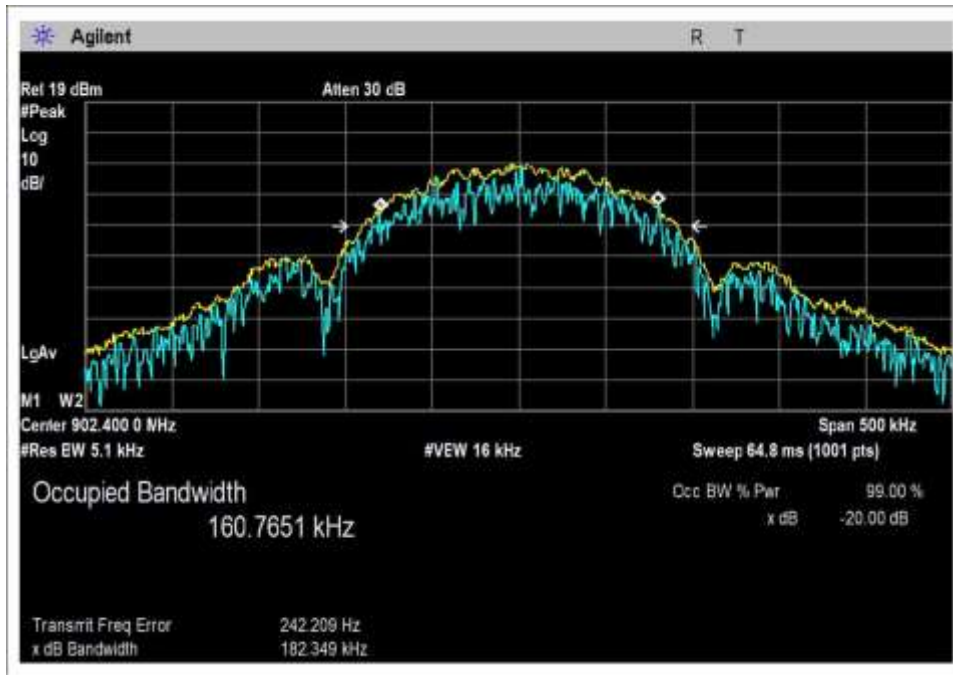 Agilent R T
Ref 19 dBm Atten 30 dB
#Peak
Log
10
dB/
LgAv
M1 W2
Center 902.400 0 MHz Span 500 kHz
#Res BW 5.1 kHz #VBW 16 kHz Sweep 64.8 ms (1001 pts)
Occupied Bandwidth Occ BW % Pwr 99.00 %
160.7651 kHz x dB -20.00 dB
Transmit Freq Error 242.209 Hz
x dB Bandwidth 182.349 kHz